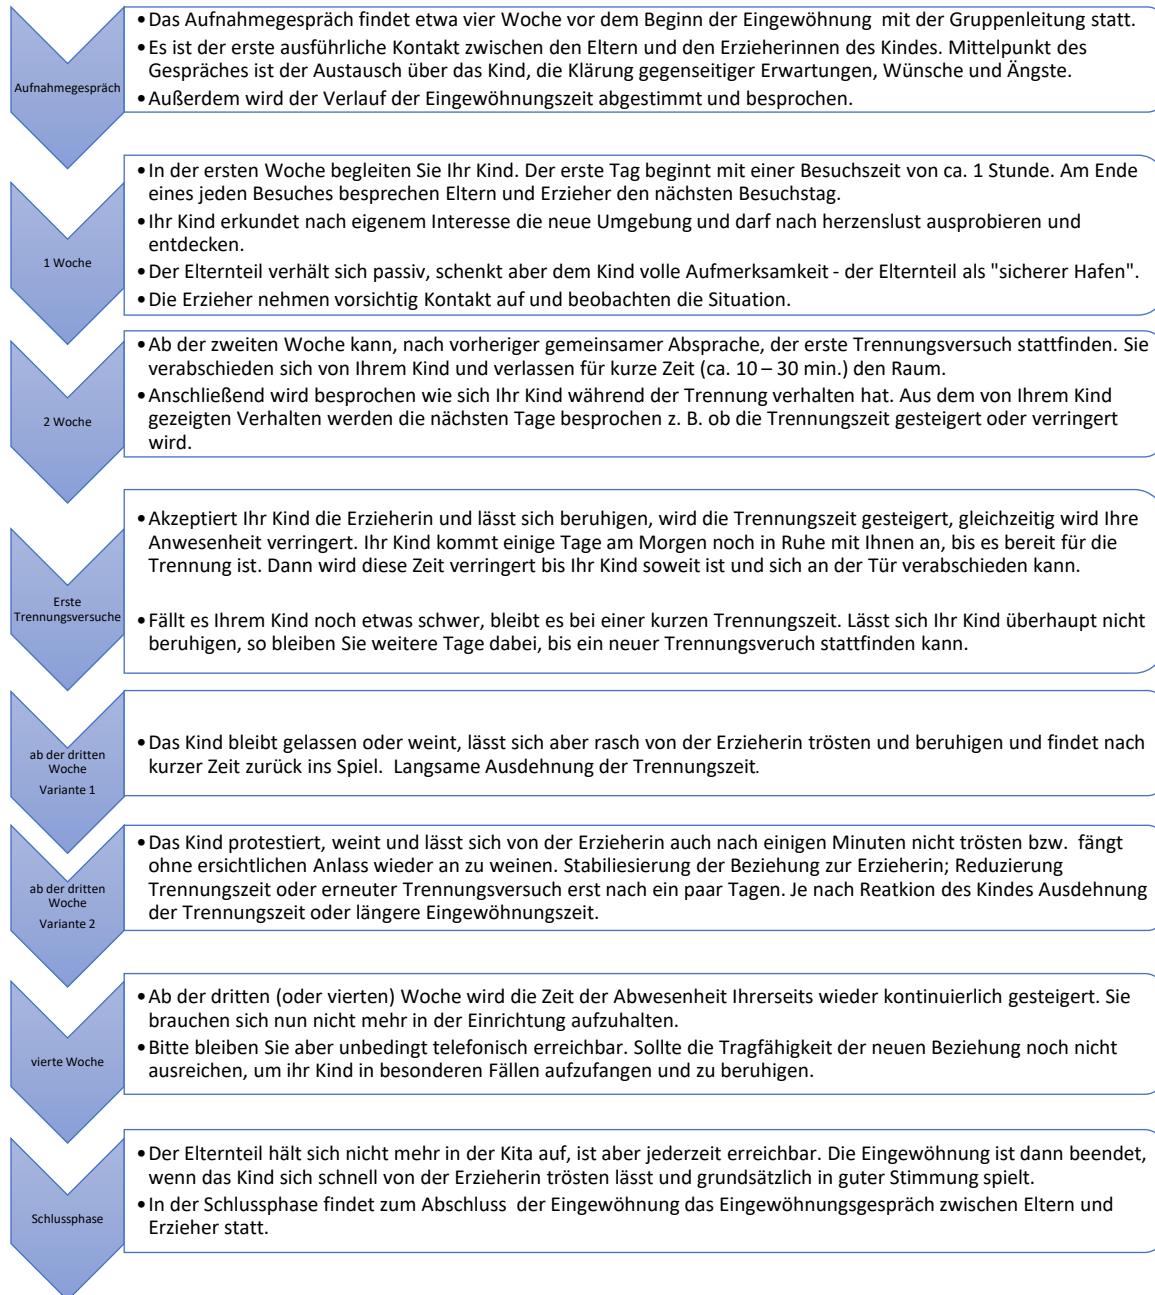 Aufnahmegespräch
•Das Aufnahmegespräch findet etwa vier Woche vor dem Beginn der Eingewöhnung  mit der Gruppenleitung statt.
•Es ist der erste ausführliche Kontakt zwischen den Eltern und den Erzieherinnen des Kindes. Mittelpunkt des
Gespräches ist der Austausch über das Kind, die Klärung gegenseitiger Erwartungen, Wünsche und Ängste.
•Außerdem wird der Verlauf der Eingewöhnungszeit abgestimmt und besprochen.
1 Woche
•In der ersten Woche begleiten Sie Ihr Kind. Der erste Tag beginnt mit einer Besuchszeit von ca. 1 Stunde. Am Ende
eines jeden Besuches besprechen Eltern und Erzieher den nächsten Besuchstag.
•Ihr Kind erkundet nach eigenem Interesse die neue Umgebung und darf nach herzenslust ausprobieren und
entdecken.
•Der Elternteil verhält sich passiv, schenkt aber dem Kind volle Aufmerksamkeit - der Elternteil als "sicherer Hafen".
•Die Erzieher nehmen vorsichtig Kontakt auf und beobachten die Situation.
2 Woche
•Ab der zweiten Woche kann, nach vorheriger gemeinsamer Absprache, der erste Trennungsversuch stattfinden. Sie
verabschieden sich von Ihrem Kind und verlassen für kurze Zeit (ca. 10 – 30 min.) den Raum.
•Anschließend wird besprochen wie sich Ihr Kind während der Trennung verhalten hat. Aus dem von Ihrem Kind
gezeigten Verhalten werden die nächsten Tage besprochen z. B. ob die Trennungszeit gesteigert oder verringert
wird.
Erste
Trennungsversuche
•Akzeptiert Ihr Kind die Erzieherin und lässt sich beruhigen, wird die Trennungszeit gesteigert, gleichzeitig wird Ihre
Anwesenheit verringert. Ihr Kind kommt einige Tage am Morgen noch in Ruhe mit Ihnen an, bis es bereit für die
Trennung ist. Dann wird diese Zeit verringert bis Ihr Kind soweit ist und sich an der Tür verabschieden kann.
•Fällt es Ihrem Kind noch etwas schwer, bleibt es bei einer kurzen Trennungszeit. Lässt sich Ihr Kind überhaupt nicht
beruhigen, so bleiben Sie weitere Tage dabei, bis ein neuer Trennungsveruch stattfinden kann.
ab der dritten
Woche
Variante 1
•Das Kind bleibt gelassen oder weint, lässt sich aber rasch von der Erzieherin trösten und beruhigen und findet nach
kurzer Zeit zurück ins Spiel.  Langsame Ausdehnung der Trennungszeit.
ab der dritten
Woche
Variante 2
•Das Kind protestiert, weint und lässt sich von der Erzieherin auch nach einigen Minuten nicht trösten bzw.  fängt
ohne ersichtlichen Anlass wieder an zu weinen. Stabiliesierung der Beziehung zur Erzieherin; Reduzierung
Trennungszeit oder erneuter Trennungsversuch erst nach ein paar Tagen. Je nach Reatkion des Kindes Ausdehnung
der Trennungszeit oder längere Eingewöhnungszeit.
vierte Woche
•Ab der dritten (oder vierten) Woche wird die Zeit der Abwesenheit Ihrerseits wieder kontinuierlich gesteigert. Sie
brauchen sich nun nicht mehr in der Einrichtung aufzuhalten.
•Bitte bleiben Sie aber unbedingt telefonisch erreichbar. Sollte die Tragfähigkeit der neuen Beziehung noch nicht
ausreichen, um ihr Kind in besonderen Fällen aufzufangen und zu beruhigen.
Schlussphase
•Der Elternteil hält sich nicht mehr in der Kita auf, ist aber jederzeit erreichbar. Die Eingewöhnung ist dann beendet,
wenn das Kind sich schnell von der Erzieherin trösten lässt und grundsätzlich in guter Stimmung spielt.
•In der Schlussphase findet zum Abschluss  der Eingewöhnung das Eingewöhnungsgespräch zwischen Eltern und
Erzieher statt.